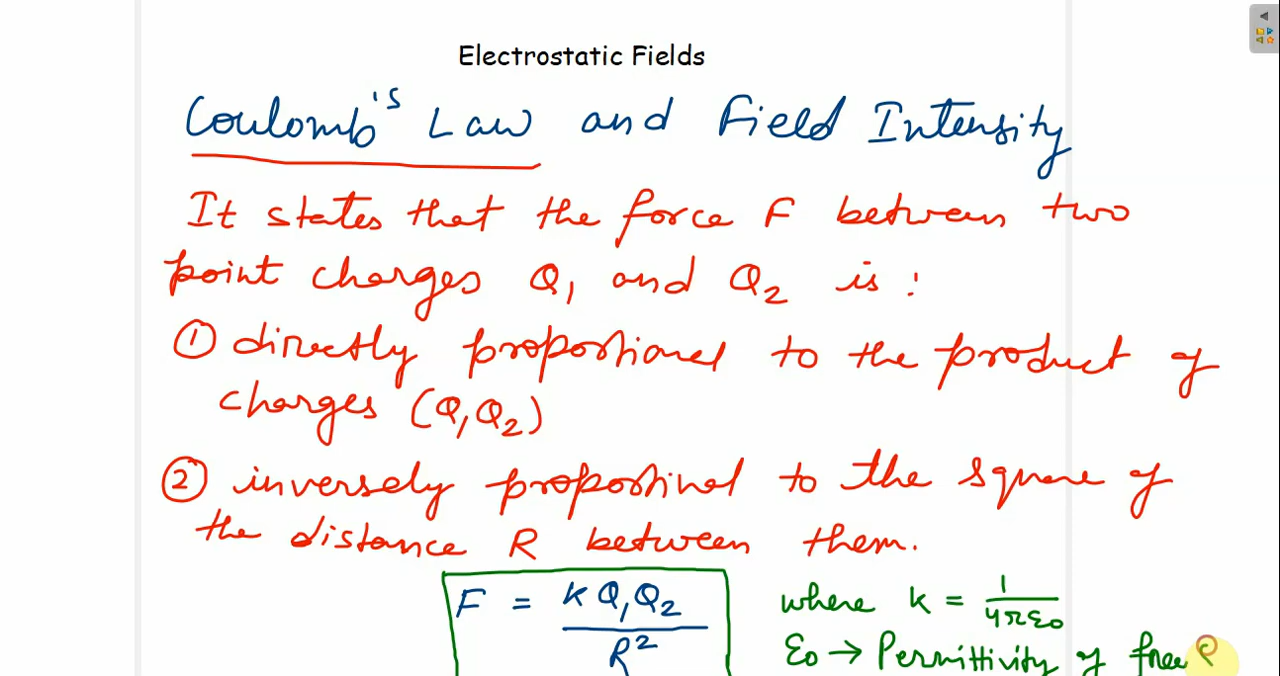 Electrostatic Fields
Coulomb's Law and Field Intensity
It states that the force F between two
point charges Q₁ and Q₂ is :
① directly proportional to the product of
charges (Q₁Q₂)
② inversely proportinal to the square of
the distance R between them.
F = k Q₁Q₂ / R² where k = 1 / 4πε₀
ε₀ → Permittivity of free